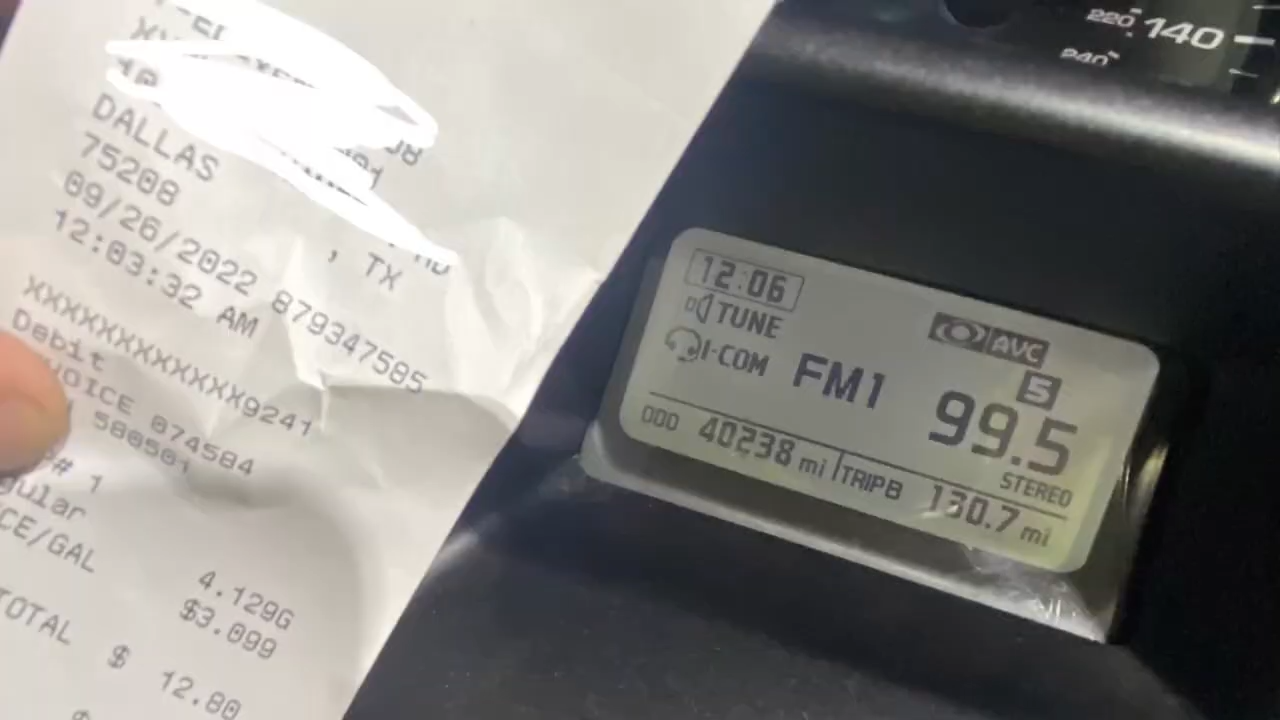 DALLAS
, TX
75208
09/26/2022 879347585
12:03:32 AM
XXXXXXXXXXXX9241
Debit
VOICE 074584
580501
# 1
gular
4.129G
CE/GAL
$3.099
TOTAL $ 12.80
$
220 140
240
12:06
TUNE
AVC
I-COM
5
FM1 99.5
STEREO
ODO 40238 mi TRIP B 130.7 mi